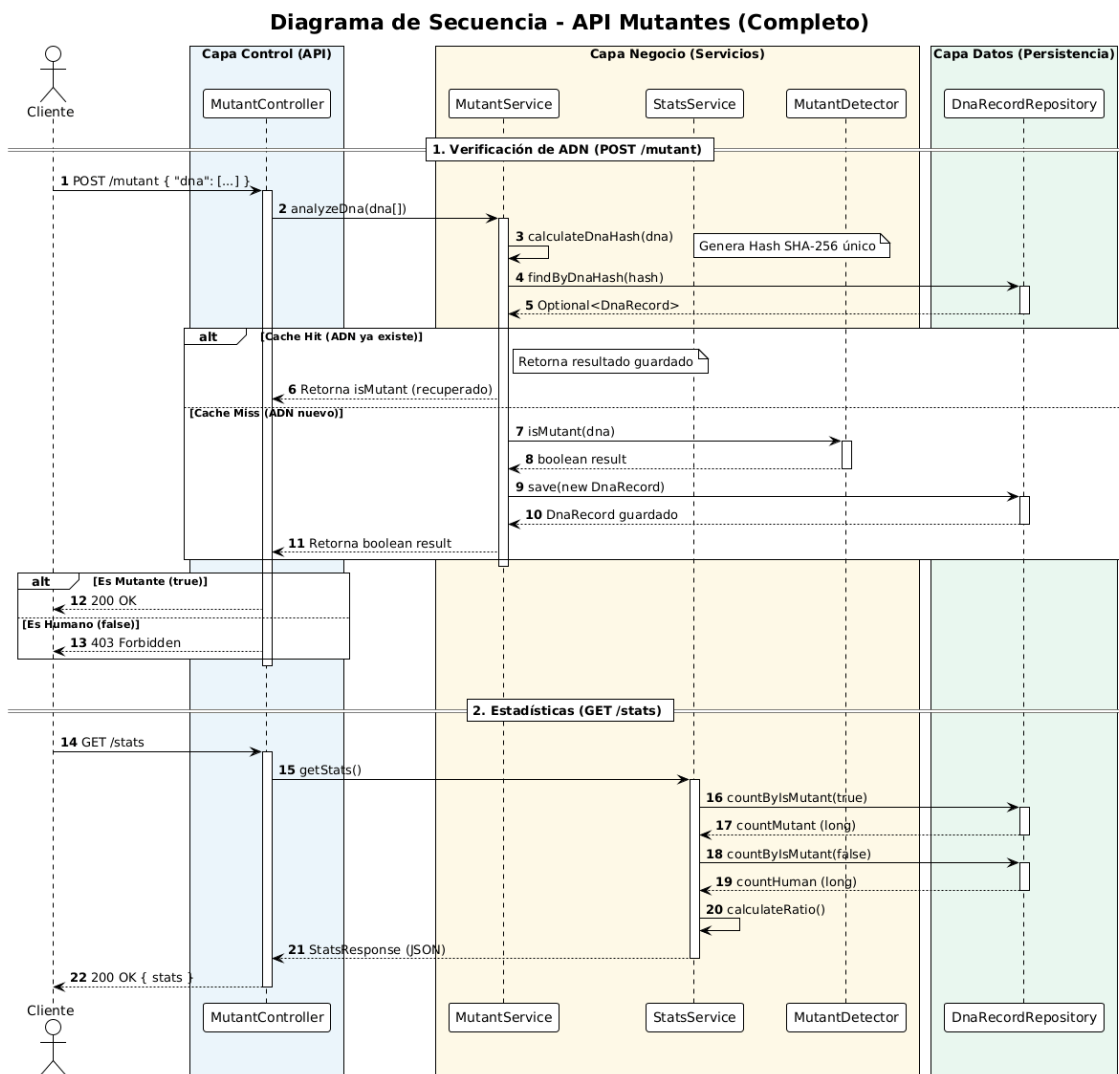 Diagrama de Secuencia - API Mutantes (Completo)
Capa Control (API)
Capa Negocio (Servicios)
Capa Datos (Persistencia)
Cliente
MutantController
MutantService
StatsService
MutantDetector
DnaRecordRepository
1. Verificación de ADN (POST /mutant)
1 POST /mutant { "dna": [...] }
2 analyzeDna(dna[])
3 calculateDnaHash(dna)
Genera Hash SHA-256 único
4 findByDnaHash(hash)
5 Optional<DnaRecord>
alt
[Cache Hit (ADN ya existe)]
Retorna resultado guardado
6 Retorna isMutant (recuperado)
[Cache Miss (ADN nuevo)]
7 isMutant(dna)
8 boolean result
9 save(new DnaRecord)
10 DnaRecord guardado
11 Retorna boolean result
alt
[Es Mutante (true)]
12 200 OK
[Es Humano (false)]
13 403 Forbidden
2. Estadísticas (GET /stats)
14 GET /stats
15 getStats()
16 countByIsMutant(true)
17 countMutant (long)
18 countByIsMutant(false)
19 countHuman (long)
20 calculateRatio()
21 StatsResponse (JSON)
22 200 OK { stats }
Cliente
MutantController
MutantService
StatsService
MutantDetector
DnaRecordRepository